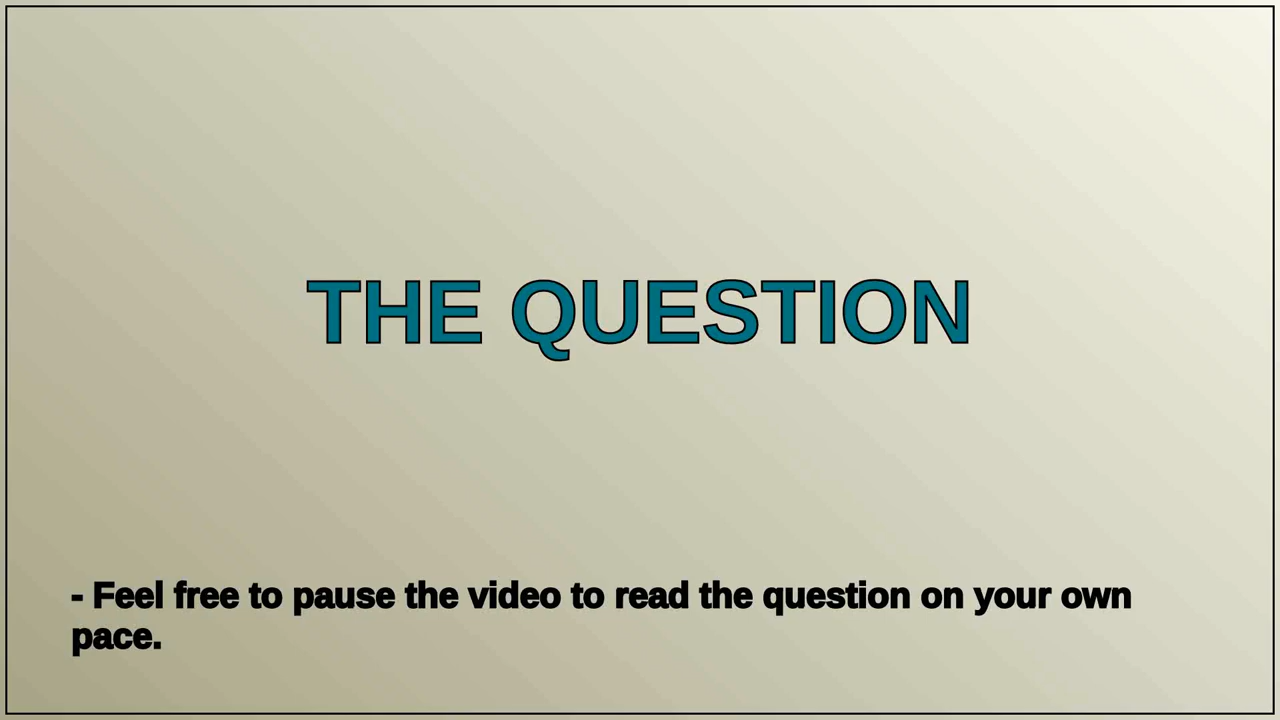 THE QUESTION
- Feel free to pause the video to read the question on your own
pace.